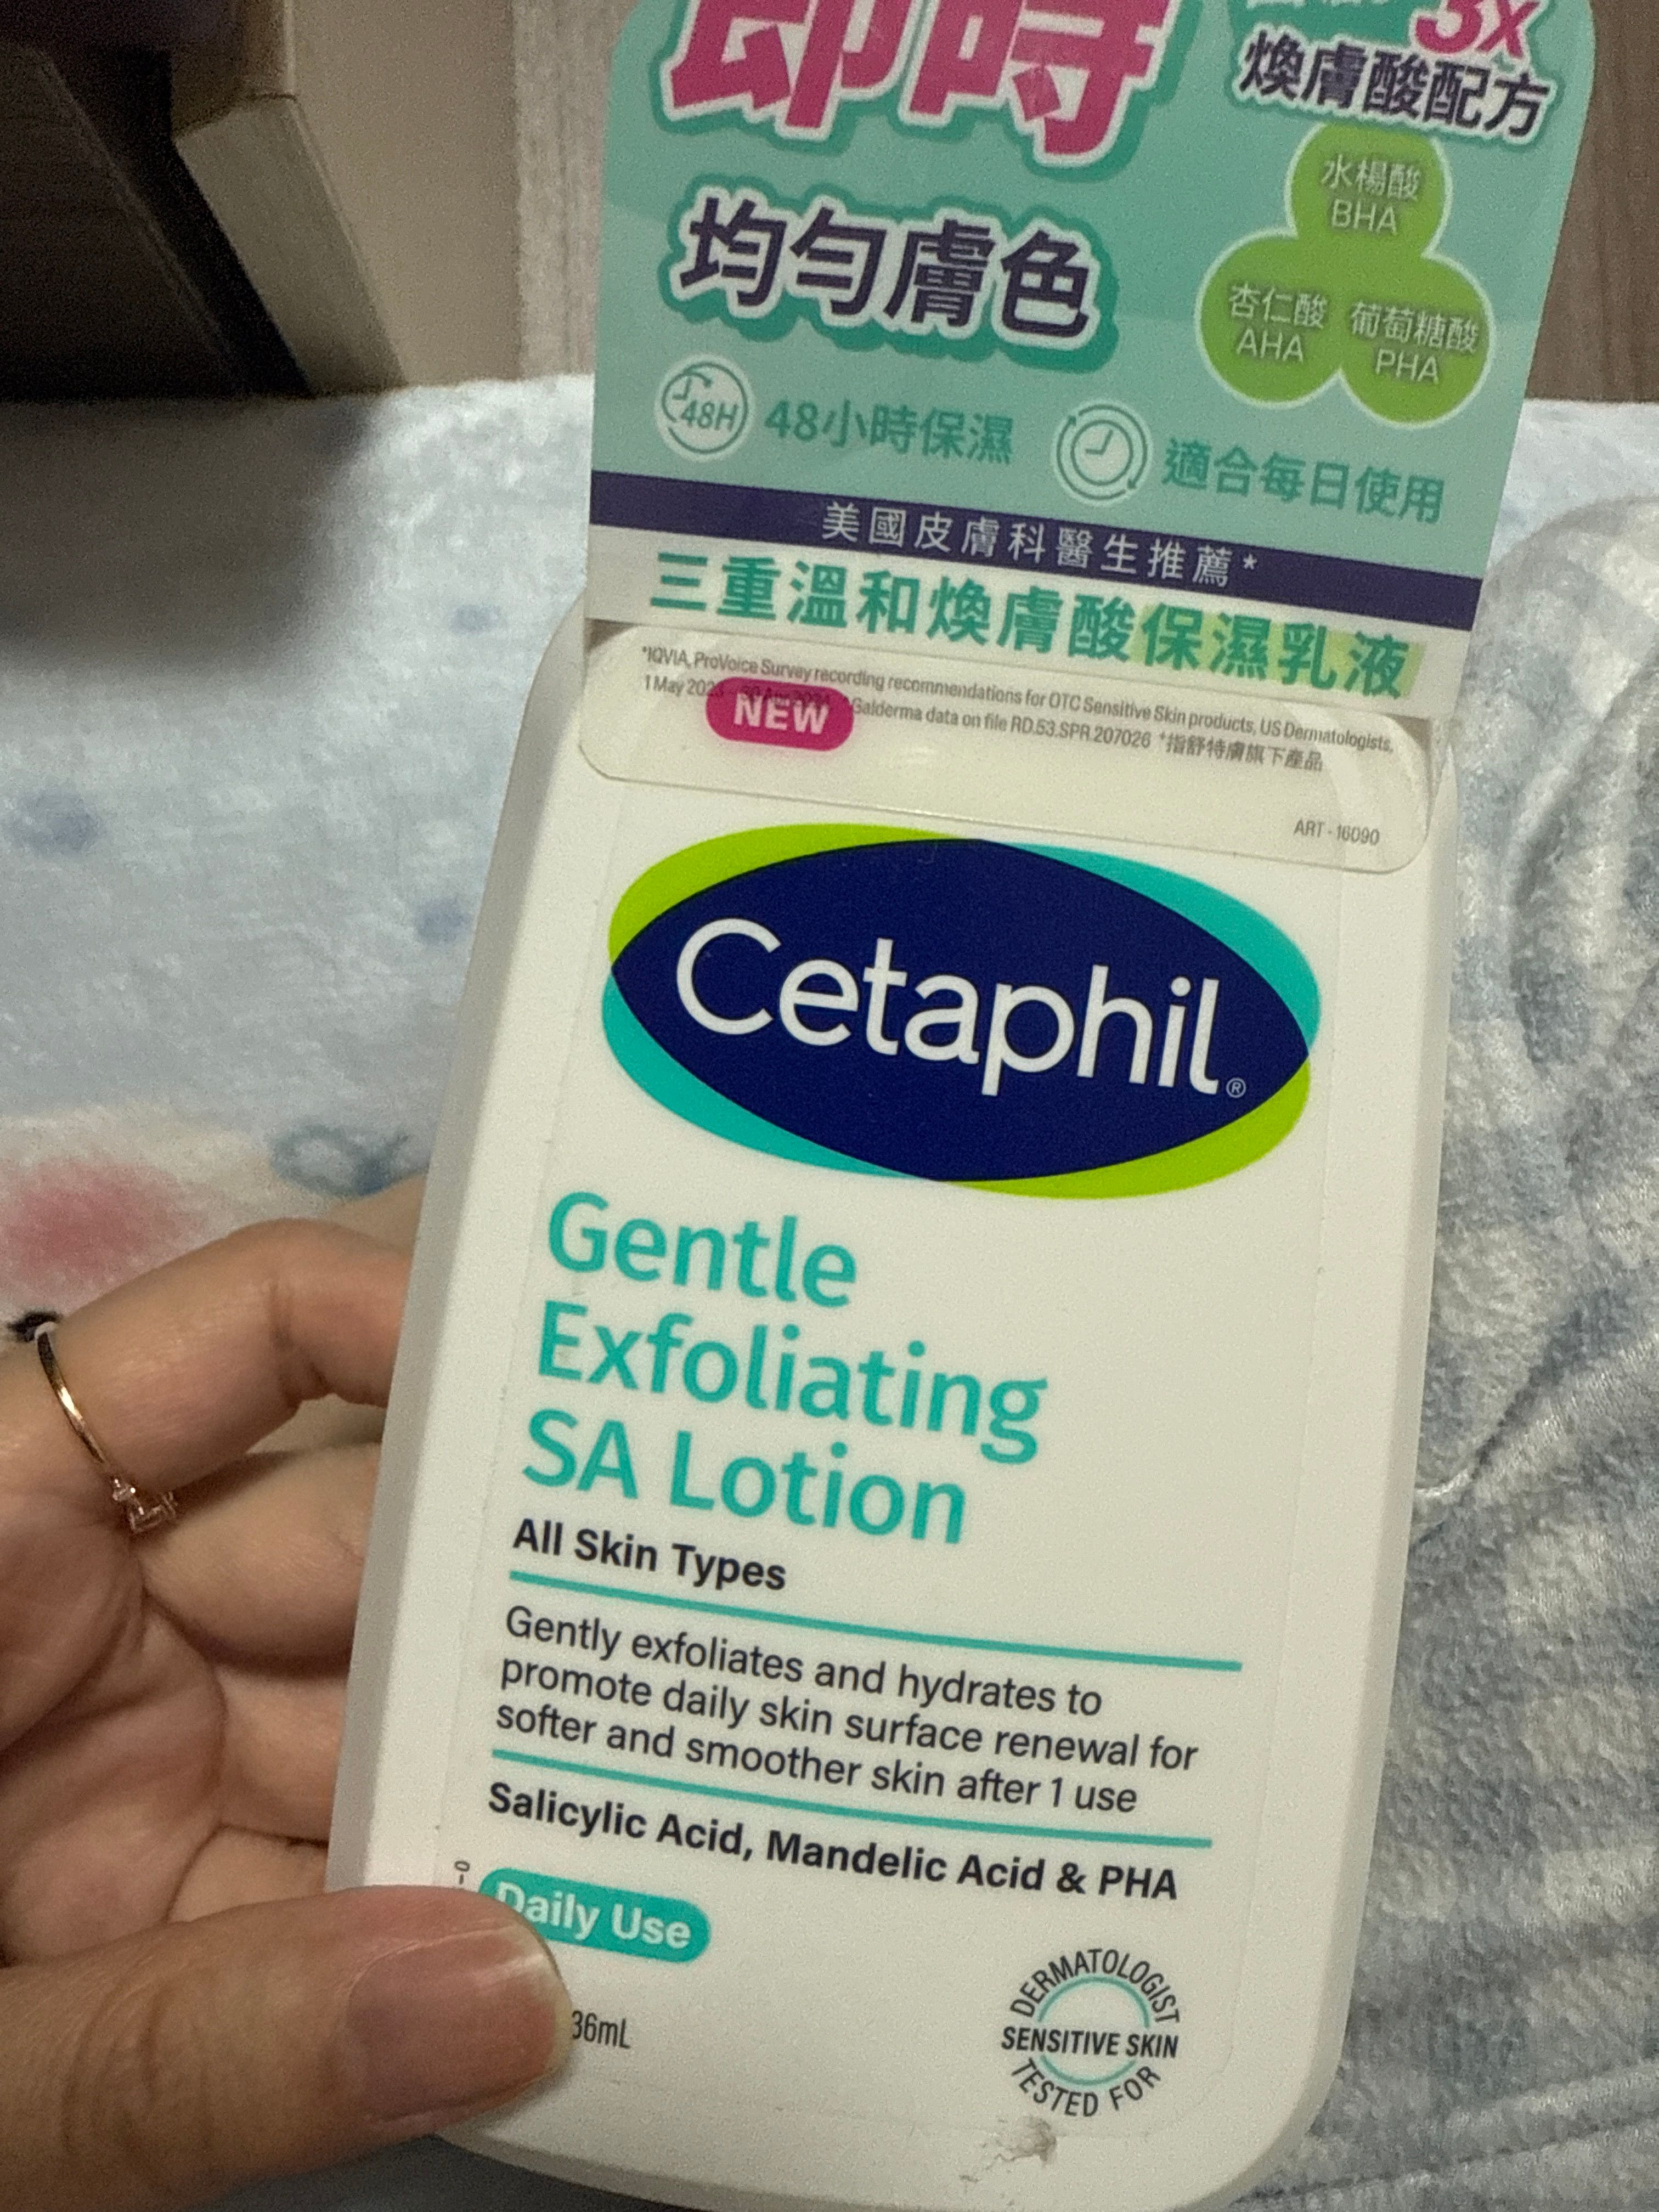 即時
3x
煥膚酸配方
水楊酸
BHA
杏仁酸
AHA
葡萄糖酸
PHA
均勻膚色
48H
48小時保濕
適合每日使用
美國皮膚科醫生推薦*
三重溫和煥膚酸保濕乳液
*IQVIA, ProVoice Survey recording recommendations for OTC Sensitive Skin products, US Dermatologists,
1 May 202 Galderma data on file RD.53.SPR.207026 +指舒特膚旗下產品
NEW
ART - 16090
Cetaphil®
Gentle
Exfoliating
SA Lotion
All Skin Types
Gently exfoliates and hydrates to
promote daily skin surface renewal for
softer and smoother skin after 1 use
Salicylic Acid, Mandelic Acid & PHA
Daily Use
36mL
DERMATOLOGIST
TESTED FOR
SENSITIVE SKIN